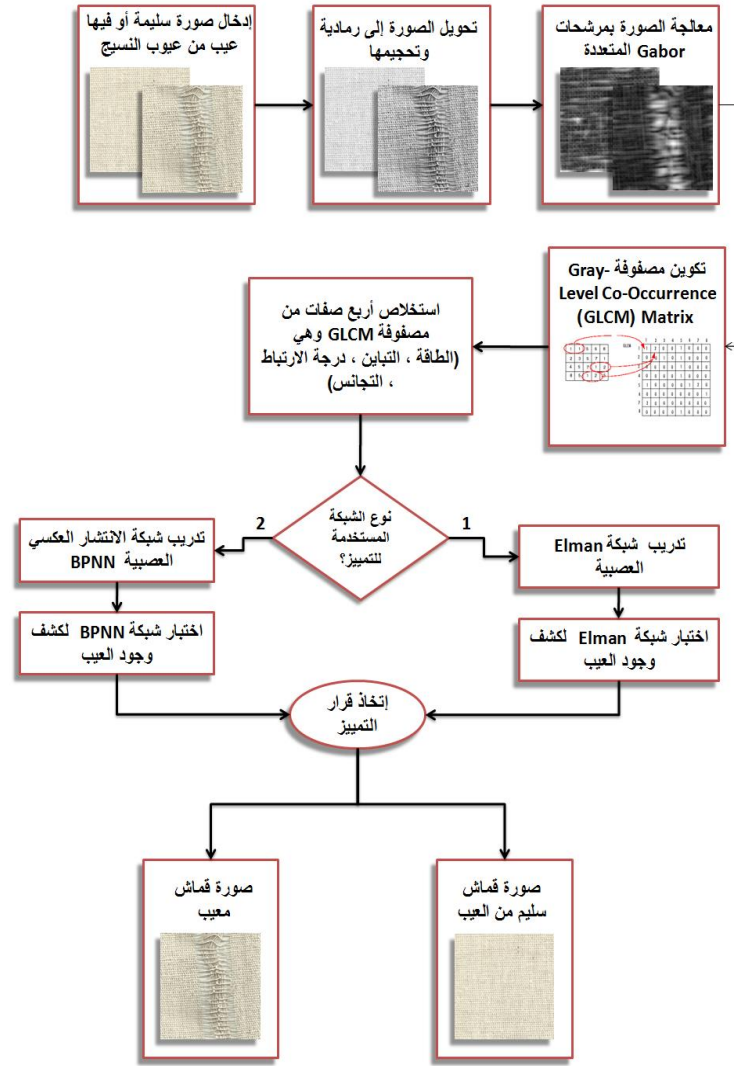 إدخال صورة سليمة أو فيها
عيب من عيوب النسيج
تحويل الصورة إلى رمادية
وتحجيمها
معالجة الصورة بمرشحات
Gabor المتعددة
تكوين مصفوفة Gray-
Level Co-Occurrence
(GLCM) Matrix
استخلاص أربع صفات من
مصفوفة GLCM وهي
(الطاقة ، التباين ، درجة الارتباط
، التجانس)
نوع الشبكة
المستخدمة
للتمييز؟
1
2
تدريب شبكة Elman
العصبية
تدريب شبكة الانتشار العكسي
العصبية BPNN
اختبار شبكة Elman لكشف
وجود العيب
اختبار شبكة BPNN لكشف
وجود العيب
إتخاذ قرار
التمييز
صورة قماش
سليم من العيب
صورة قماش
معيب